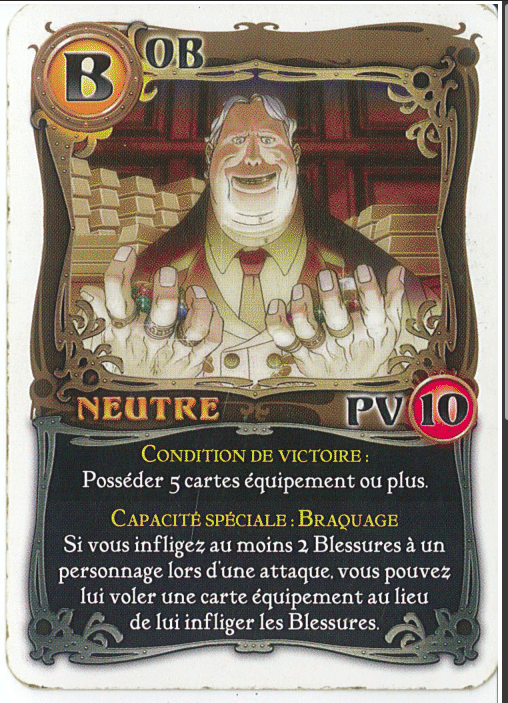 B OB
NEUTRE PV 10
CONDITION DE VICTOIRE :
Posséder 5 cartes équipement ou plus.
CAPACITÉ SPÉCIALE : BRAQUAGE
Si vous infligez au moins 2 Blessures à un
personnage lors d'une attaque, vous pouvez
lui voler une carte équipement au lieu
de lui infliger les Blessures.